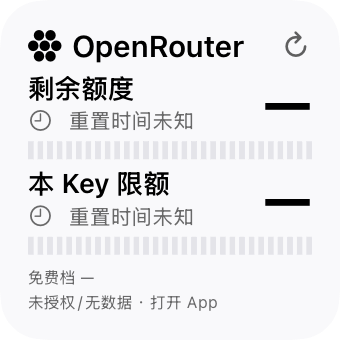 OpenRouter
剩余额度
—
重置时间未知
本 Key 限额
—
重置时间未知
免费档 —
未授权/无数据 · 打开 App